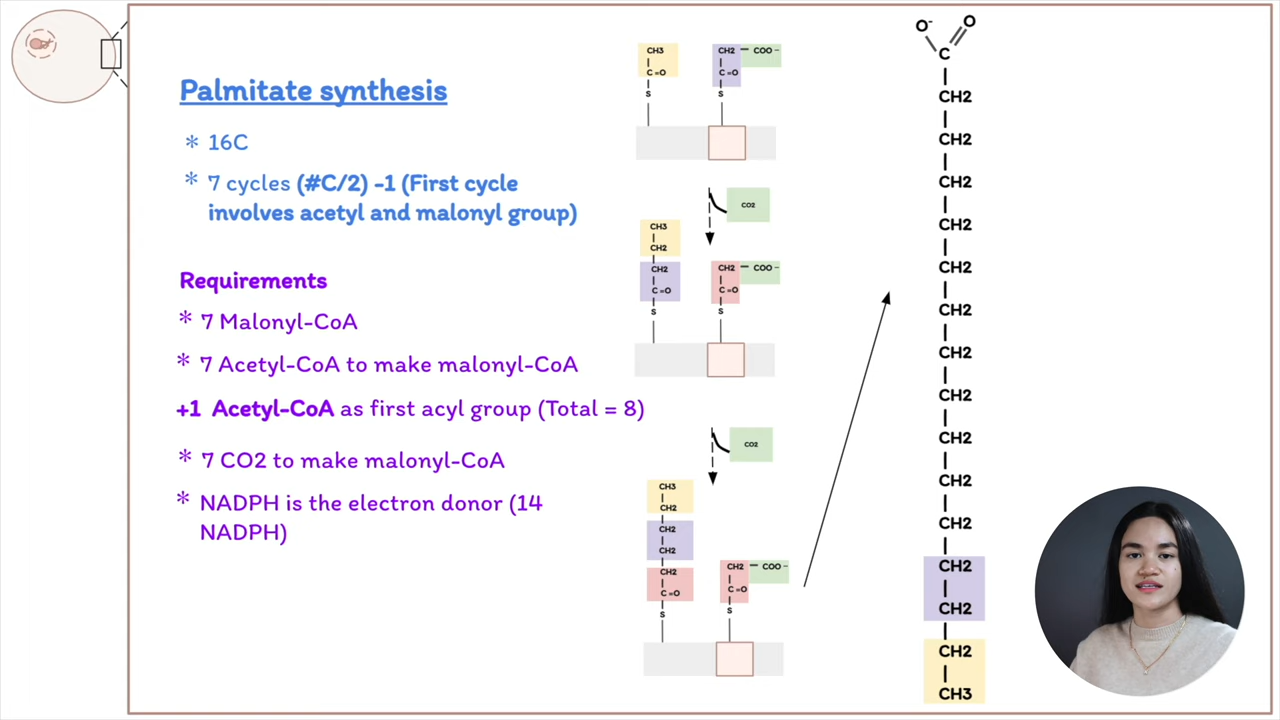 Palmitate synthesis
* 16C
* 7 cycles (#C/2) -1 (First cycle
involves acetyl and malonyl group)
Requirements
* 7 Malonyl-CoA
* 7 Acetyl-CoA to make malonyl-CoA
+1 Acetyl-CoA as first acyl group (Total = 8)
* 7 CO2 to make malonyl-CoA
* NADPH is the electron donor (14
NADPH)
CH3
C =O
S
CH2 — COO -
C =O
S
CO2
CH3
CH2
CH2
C =O
S
CH2 — COO -
C =O
S
CO2
CH3
CH2
CH2
CH2
CH2
C =O
S
CH2 — COO -
C =O
S
O-
O
C
CH2
CH2
CH2
CH2
CH2
CH2
CH2
CH2
CH2
CH2
CH2
CH2
CH2
CH2
CH3